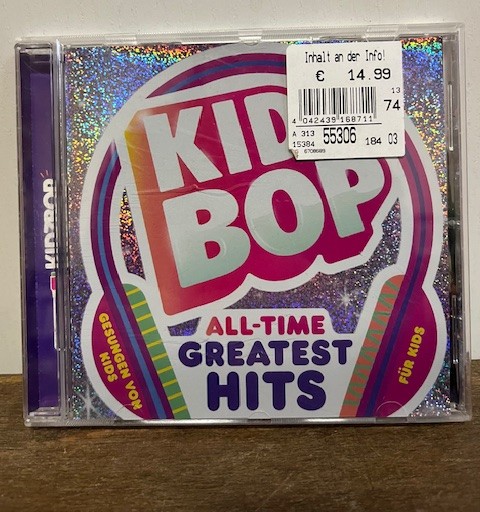 Inhalt an der Info!
€ 14.99
13
74
4 042439 168711
A 313
55306
184 03
15384
6700609
KIDZBOP
KIDZ
BOP
ALL-TIME
GREATEST
HITS
GESUNGEN VON
KIDS
FÜR KIDS